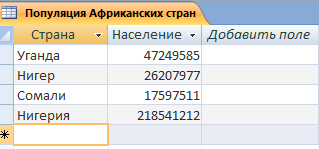 Популяция Африканских стран
Страна Население Добавить поле
Уганда 47249585
Нигер 26207977
Сомали 17597511
Нигерия 218541212